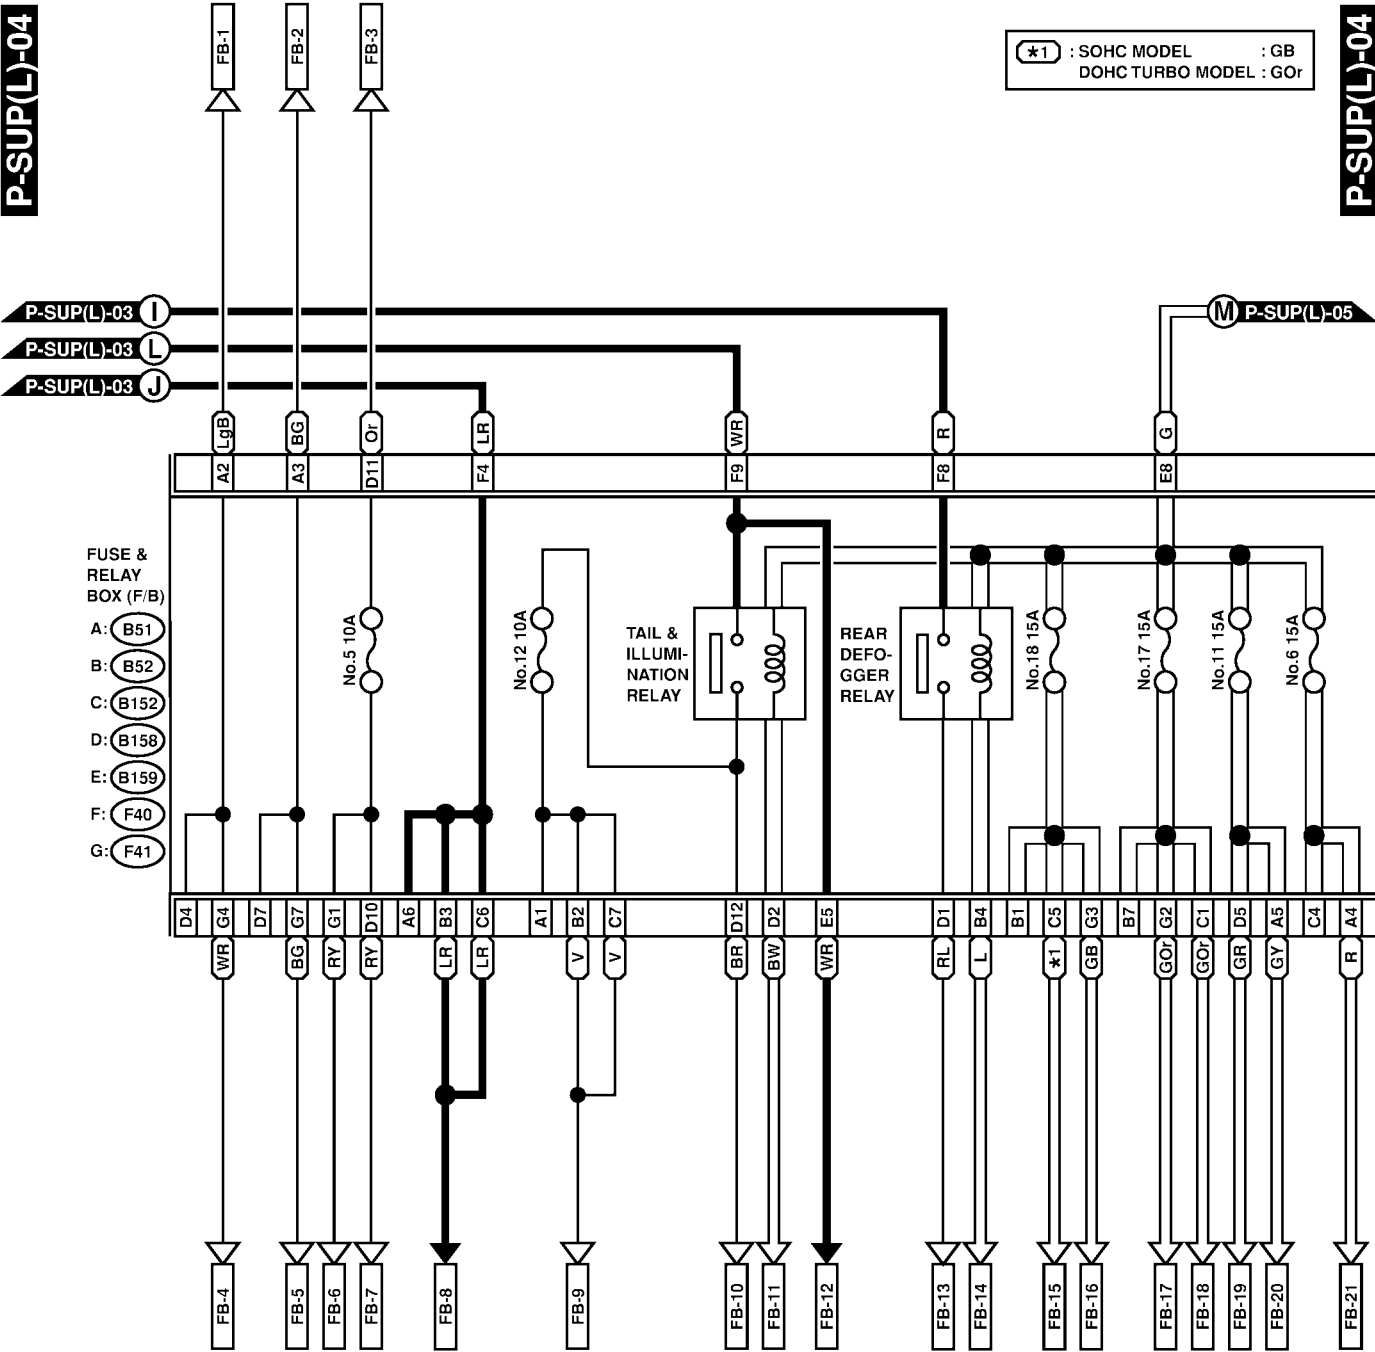 P-SUP(L)-04
FB-1
FB-2
FB-3
*1 : SOHC MODEL : GB
DOHC TURBO MODEL : GOr
P-SUP(L)-04
P-SUP(L)-03 I
M P-SUP(L)-05
P-SUP(L)-03 L
P-SUP(L)-03 J
LgB
BG
Or
LR
WR
R
G
A2
A3
D11
F4
F9
F8
E8
FUSE &
RELAY
BOX (F/B)
A: B51
B: B52
C: B152
D: B158
E: B159
F: F40
G: F41
No.5 10A
No.12 10A
TAIL &
ILLUMI-
NATION
RELAY
REAR
DEFO-
GGER
RELAY
No.18 15A
No.17 15A
No.11 15A
No.6 15A
D4
G4
D7
G7
G1
D10
A6
B3
C6
A1
B2
C7
D12
D2
E5
D1
B4
B1
C5
G3
B7
G2
C1
D5
A5
C4
A4
WR
BG
RY
RY
LR
LR
V
V
BR
BW
WR
RL
L
*1
GB
GOr
GOr
GR
GY
R
FB-4
FB-5
FB-6
FB-7
FB-8
FB-9
FB-10
FB-11
FB-12
FB-13
FB-14
FB-15
FB-16
FB-17
FB-18
FB-19
FB-20
FB-21